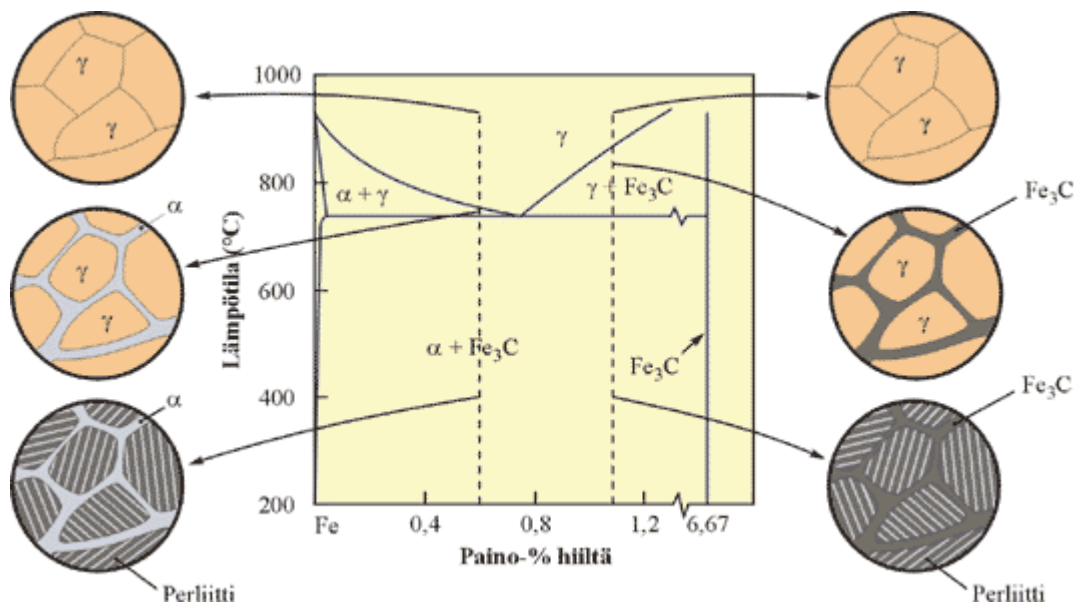 γ
γ
α
γ
γ
α
Perliitti
1000
800
600
400
200
Lämpötila (°C)
γ
α + γ
γ + Fe₃C
α + Fe₃C
Fe₃C
Fe
0,4
0,8
1,2
6,67
Paino-% hiiltä
γ
γ
Fe₃C
γ
γ
Fe₃C
Perliitti